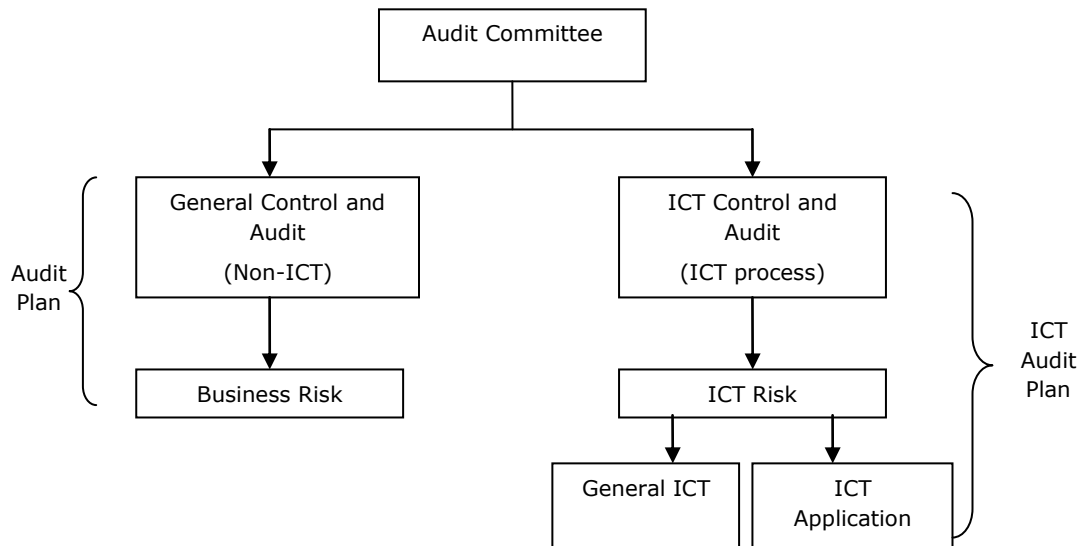 Audit Committee
General Control and
Audit
(Non-ICT)
ICT Control and
Audit
(ICT process)
Audit
Plan
ICT
Audit
Plan
Business Risk
ICT Risk
General ICT
ICT
Application